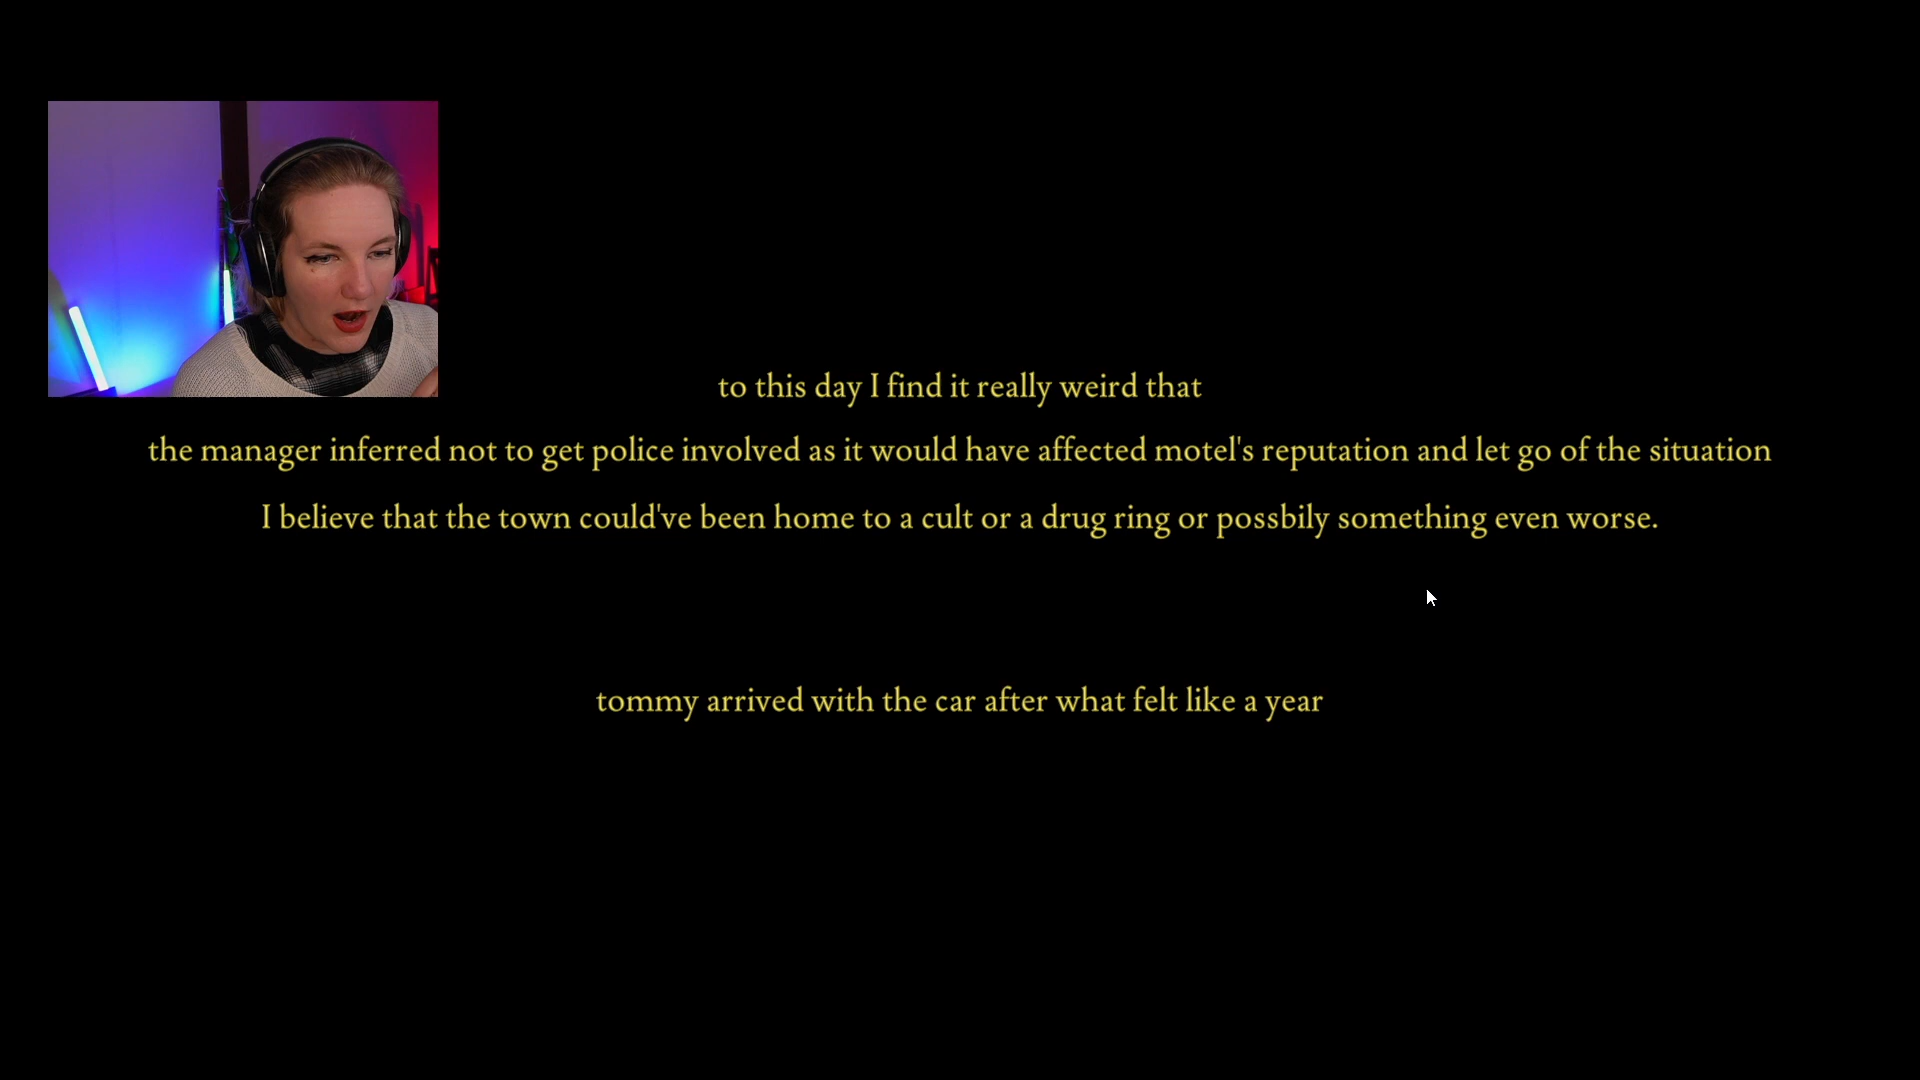 to this day I find it really weird that
the manager inferred not to get police involved as it would have affected motel's reputation and let go of the situation
I believe that the town could've been home to a cult or a drug ring or possbily something even worse.
tommy arrived with the car after what felt like a year